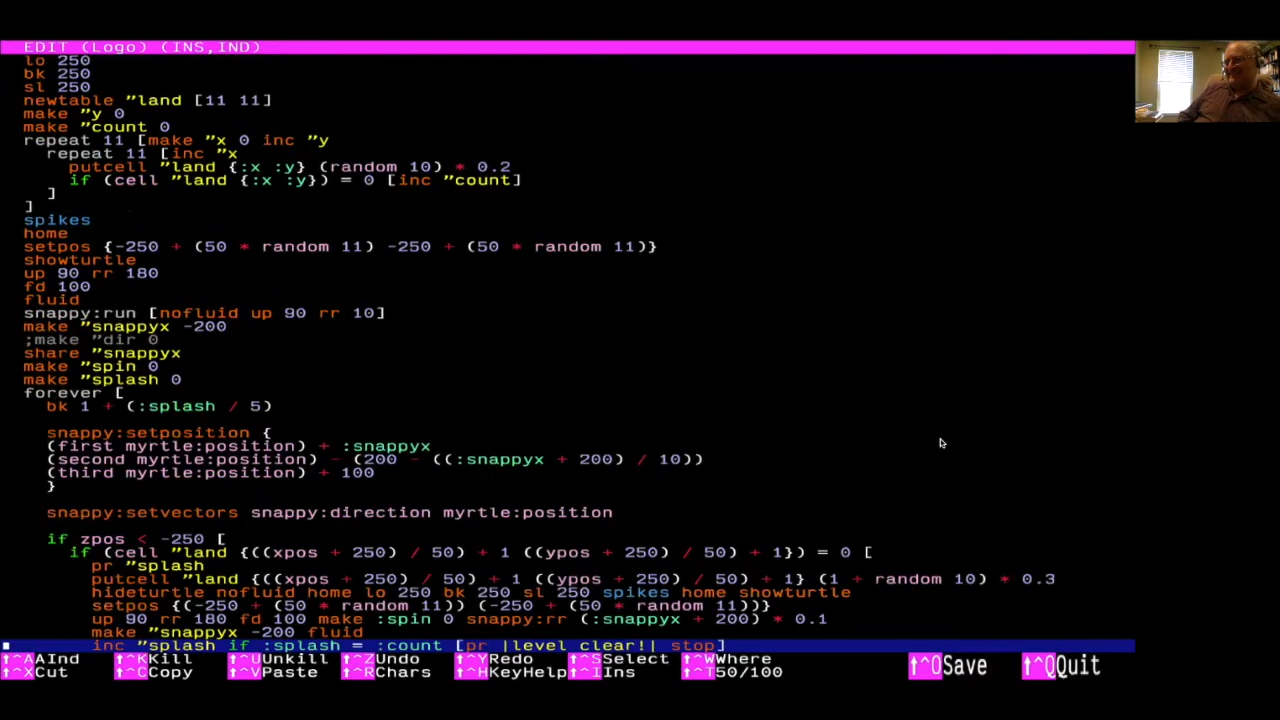 EDIT (Logo) (INS,IND)
lo 250
bk 250
sl 250
newtable "land [11 11]
make "y 0
make "count 0
repeat 11 [make "x 0 inc "y
repeat 11 [inc "x
putcell "land {:x :y} (random 10) * 0.2
if (cell "land {:x :y}) = 0 [inc "count]
]
]
spikes
home
setpos {-250 + (50 * random 11) -250 + (50 * random 11)}
showturtle
up 90 rr 180
fd 100
fluid
snappy:run [nofluid up 90 rr 10]
make "snappyx -200
;make "dir 0
share "snappyx
make "spin 0
make "splash 0
forever [
bk 1 + (:splash / 5)
snappy:setposition {
(first myrtle:position) + :snappyx
(second myrtle:position) - (200 - ((:snappyx + 200) / 10))
(third myrtle:position) + 100
}
snappy:setvectors snappy:direction myrtle:position
if zpos < -250 [
if (cell "land {((xpos + 250) / 50) + 1 ((ypos + 250) / 50) + 1}) = 0 [
pr "splash
putcell "land {((xpos + 250) / 50) + 1 ((ypos + 250) / 50) + 1} (1 + random 10) * 0.3
hideturtle nofluid home lo 250 bk 250 sl 250 spikes home showturtle
setpos {(-250 + (50 * random 11)) (-250 + (50 * random 11))}
up 90 rr 180 fd 100 make :spin 0 snappy:rr (:snappyx + 200) * 0.1
make "snappyx -200 fluid
inc "splash if :splash = :count [pr |level clear!| stop]
↑^AAInd ↑^KKill ↑^UUnkill ↑^ZUndo ↑^YRedo ↑^SSelect ↑^WWhere
↑^XCut ↑^CCopy ↑^VPaste ↑^RChars ↑^HKeyHelp ↑^IIns ↑^T50/100 ↑^OSave ↑^QQuit